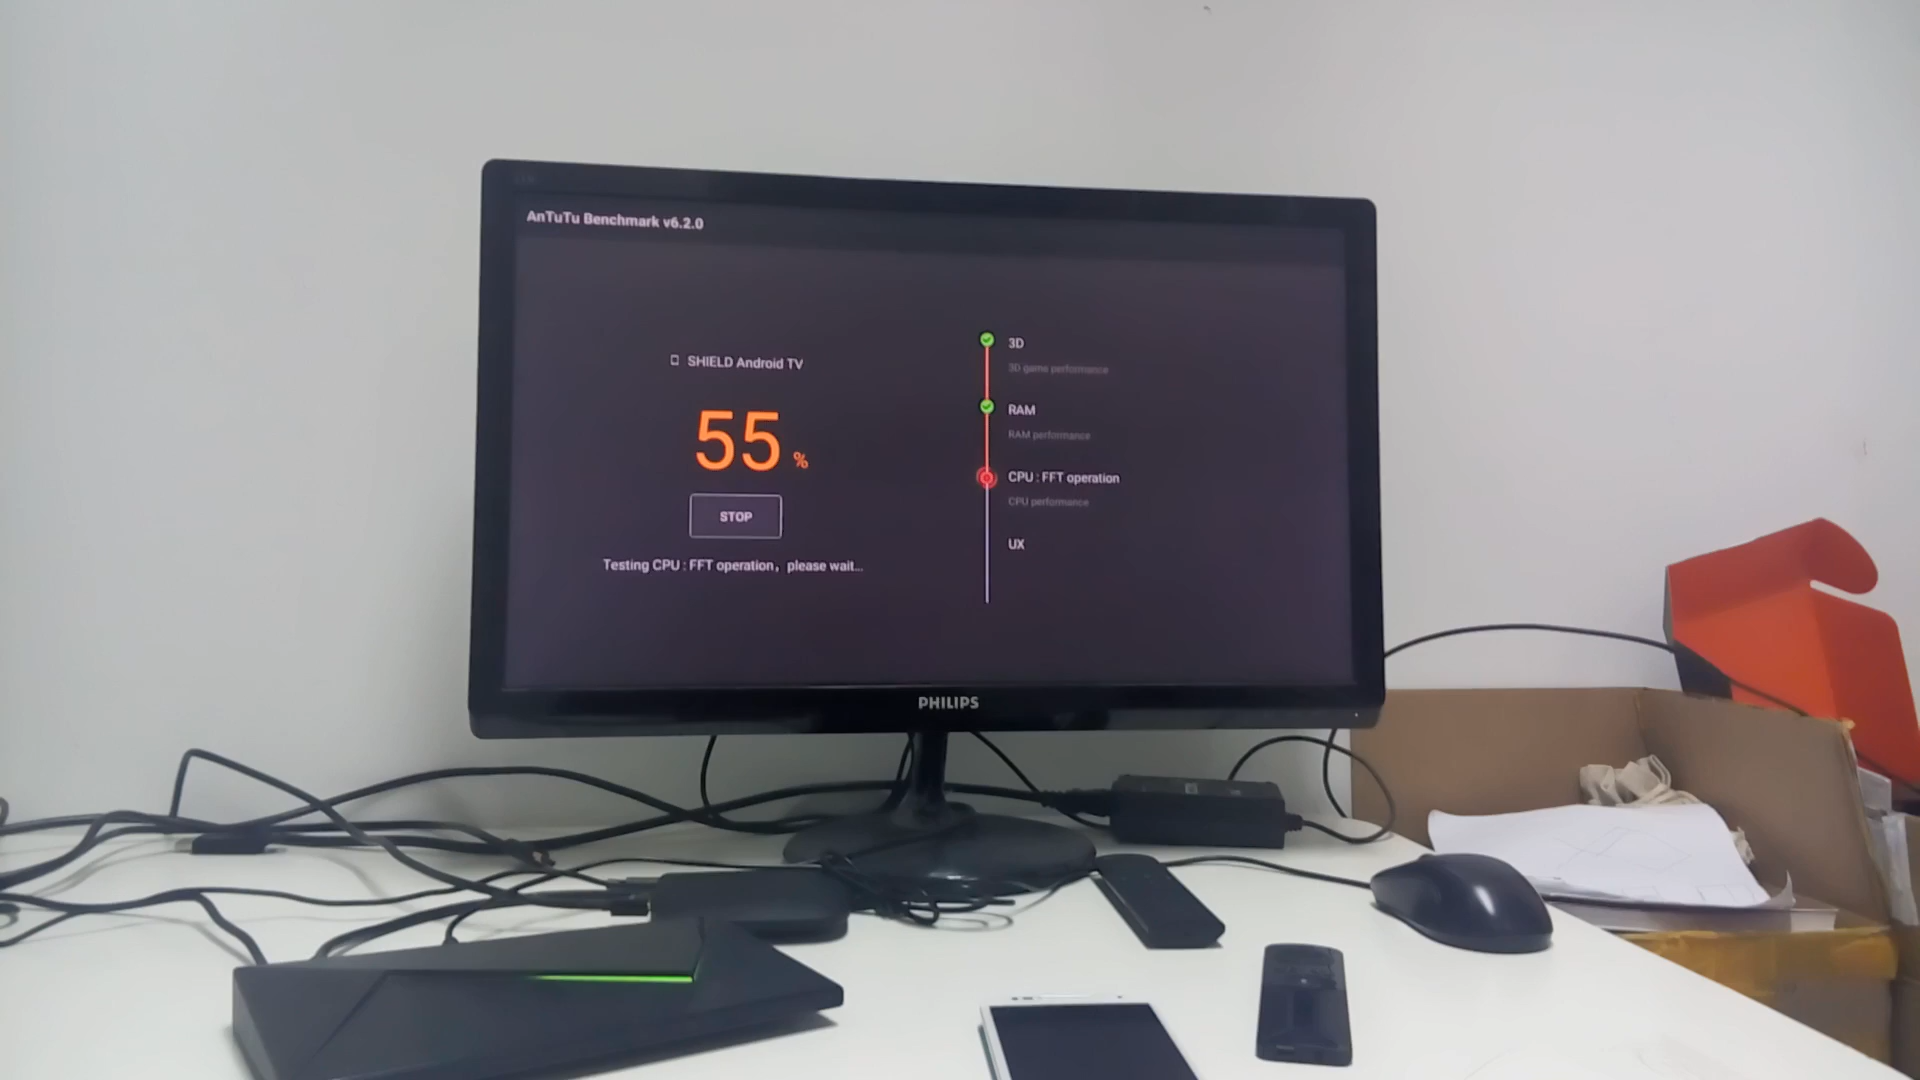 AnTuTu Benchmark v6.2.0
SHIELD Android TV
55 %
STOP
Testing CPU : FFT operation, please wait...
3D
3D game performance
RAM
RAM performance
CPU : FFT operation
CPU performance
UX
PHILIPS